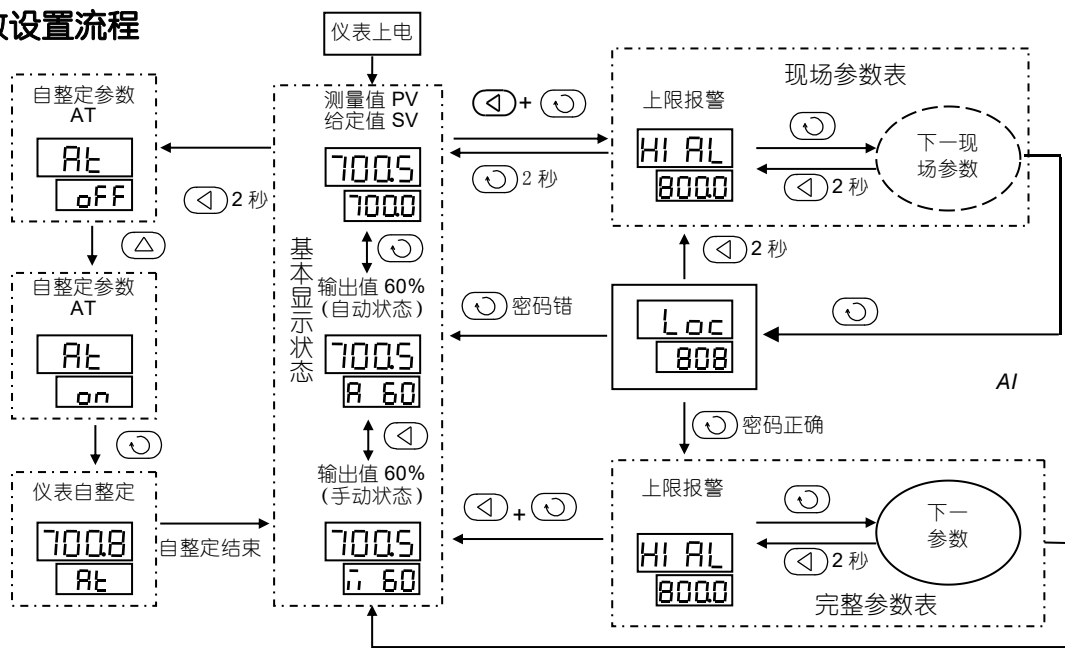 数设置流程
仪表上电
自整定参数
AT
At
oFF
2 秒
自整定参数
AT
At
on
仪表自整定
700.8
At
自整定结束
基本显示状态
测量值 PV
给定值 SV
700.5
700.0
输出值 60%
(自动状态)
700.5
A 60
输出值 60%
(手动状态)
700.5
M 60
+
2 秒
密码错
+
现场参数表
上限报警
HI AL
800.0
2 秒
下一现
场参数
2 秒
Loc
808
AI
密码正确
上限报警
HI AL
800.0
2 秒
下一
参数
完整参数表